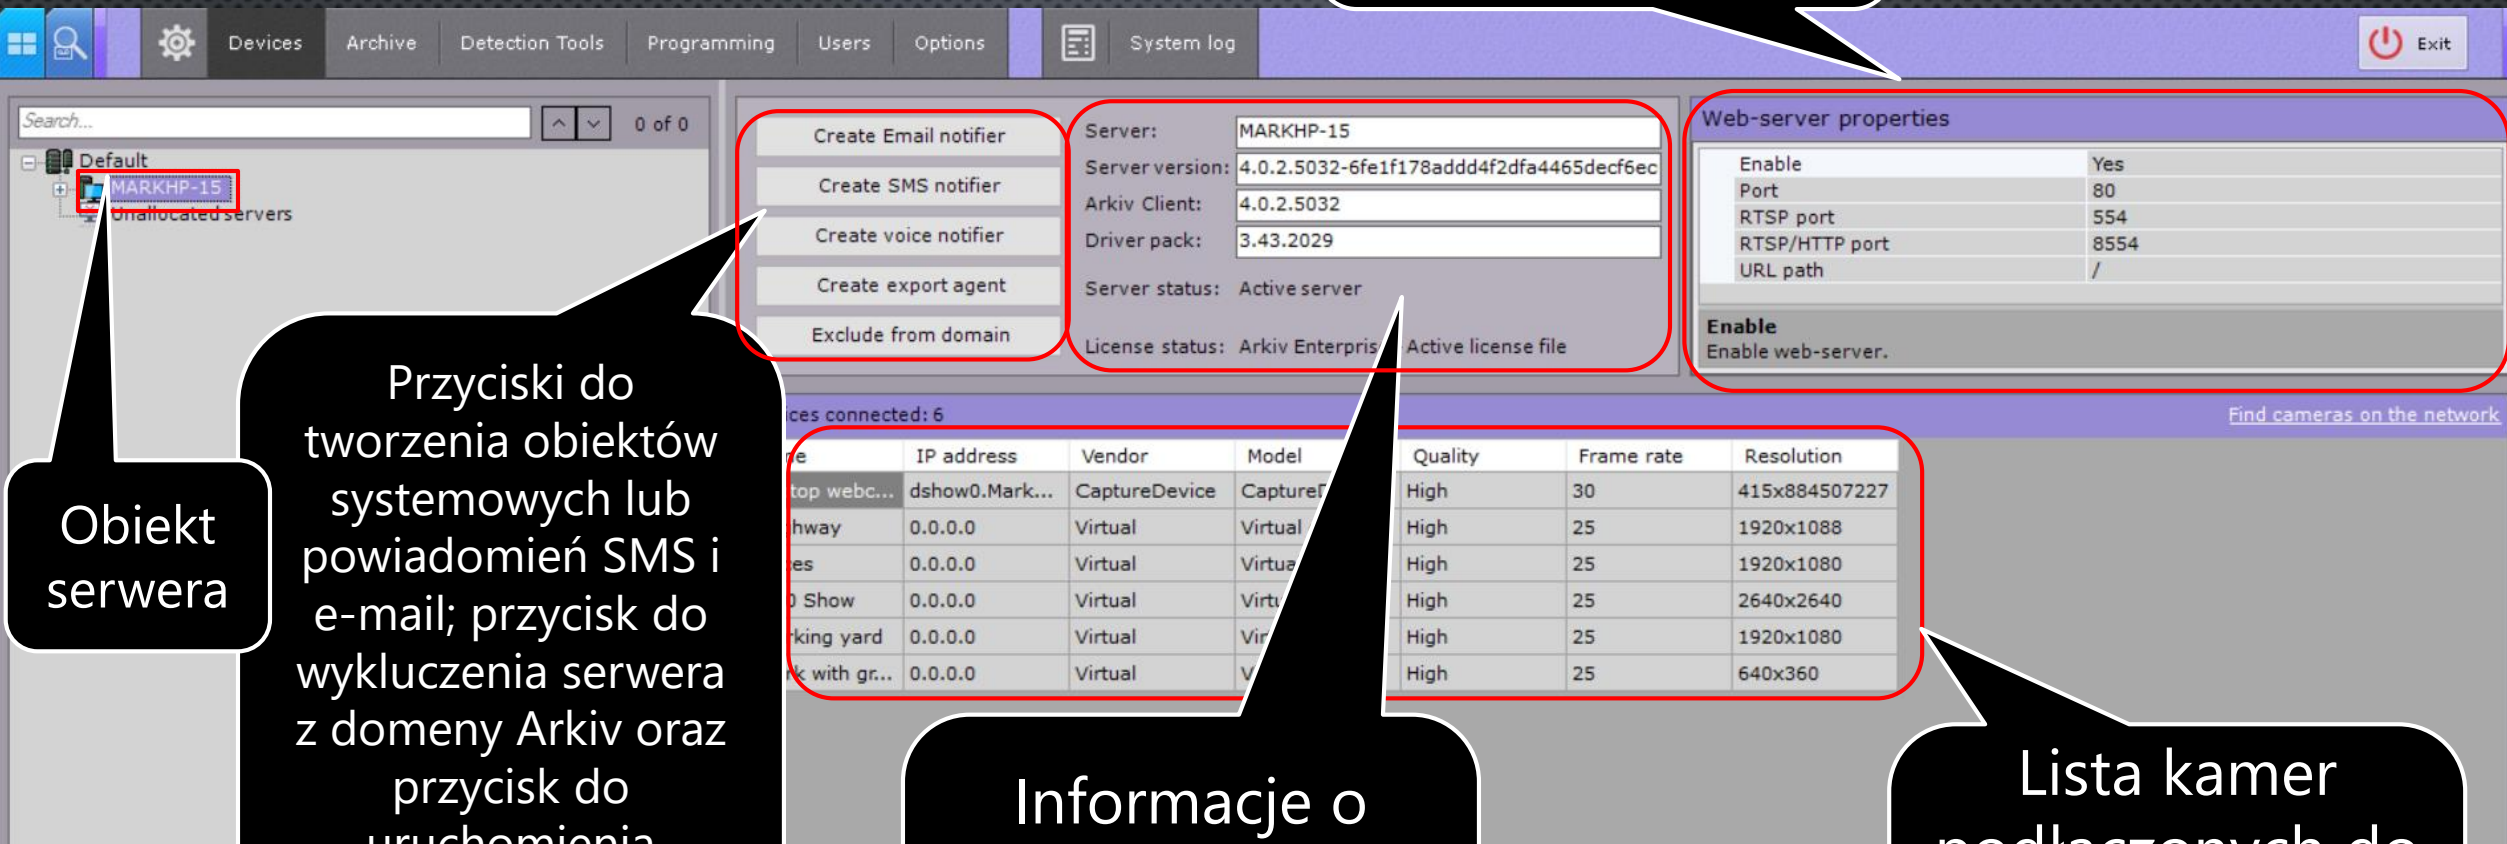 Devices Archive Detection Tools Programming Users Options System log Exit
Search... 0 of 0
Default
MARKHP-15
Unallocated servers
Create Email notifier
Create SMS notifier
Create voice notifier
Create export agent
Exclude from domain
Server: MARKHP-15
Server version: 4.0.2.5032-6fe1f178addd4f2dfa4465decf6ec
Arkiv Client: 4.0.2.5032
Driver pack: 3.43.2029
Server status: Active server
License status: Arkiv Enterpris Active license file
Web-server properties
Enable Yes
Port 80
RTSP port 554
RTSP/HTTP port 8554
URL path /
Enable
Enable web-server.
ices connected: 6 Find cameras on the network
IP address Vendor Model Quality Frame rate Resolution
top webc... dshow0.Mark... CaptureDevice High 30 415x884507227
hway 0.0.0.0 Virtual Virtual High 25 1920x1088
0.0.0.0 Virtual High 25 1920x1080
Show 0.0.0.0 Virtual High 25 2640x2640
rking yard 0.0.0.0 Virtual High 25 1920x1080
with gr... 0.0.0.0 Virtual High 25 640x360
Obiekt
serwera
Przyciski do
tworzenia obiektów
systemowych lub
powiadomień SMS i
e-mail; przycisk do
wykluczenia serwera
z domeny Arkiv oraz
przycisk do
uruchomienia
Informacje o
Lista kamer
podłączonych do